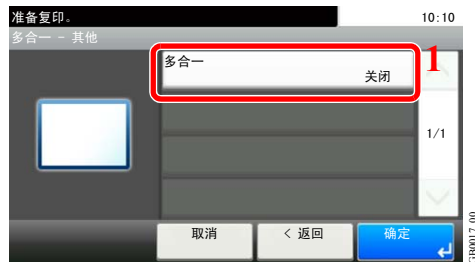 准备复印。
10:10
多合一 - 其他
多合一
关闭
1
1/1
取消
< 返回
确定
GB0017_00